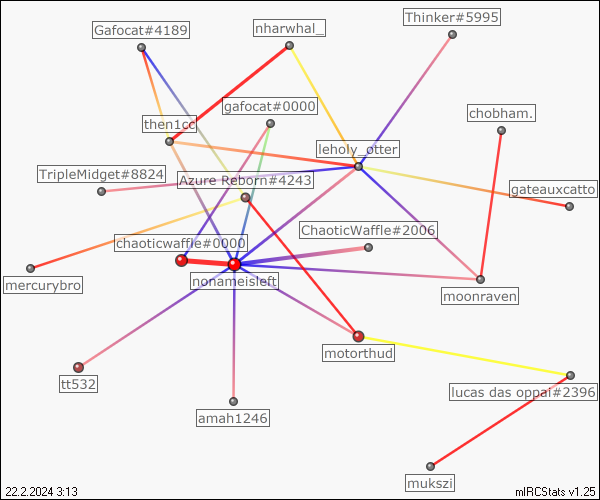 Thinker#5995
Gafocat#4189
nharwhal_
gafocat#0000
chobham.
then1cc
leholy_otter
TripleMidget#8824
Azure Reborn#4243
gateauxcatto
ChaoticWaffle#2006
chaoticwaffle#0000
nonameisleft
mercurybro
moonraven
motorthud
tt532
lucas das oppai#2396
amah1246
mukszi
22.2.2024 3:13
mIRCStats v1.25